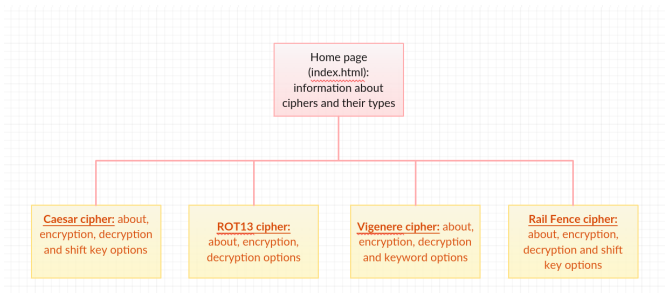 Home page
(index.html):
information about
ciphers and their types
Caesar cipher: about,
encryption, decryption
and shift key options
ROT13 cipher:
about, encryption,
decryption options
Vigenere cipher: about,
encryption, decryption
and keyword options
Rail Fence cipher:
about, encryption,
decryption and shift
key options